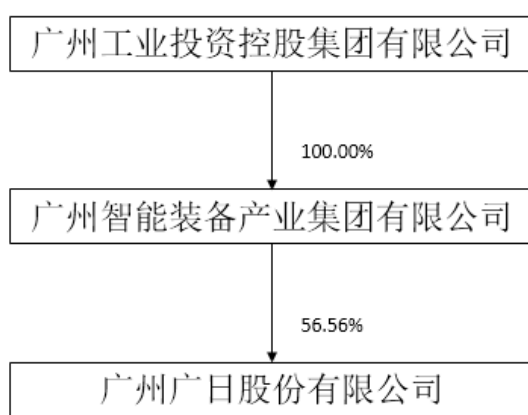 广州工业投资控股集团有限公司
100.00%
广州智能装备产业集团有限公司
56.56%
广州广日股份有限公司